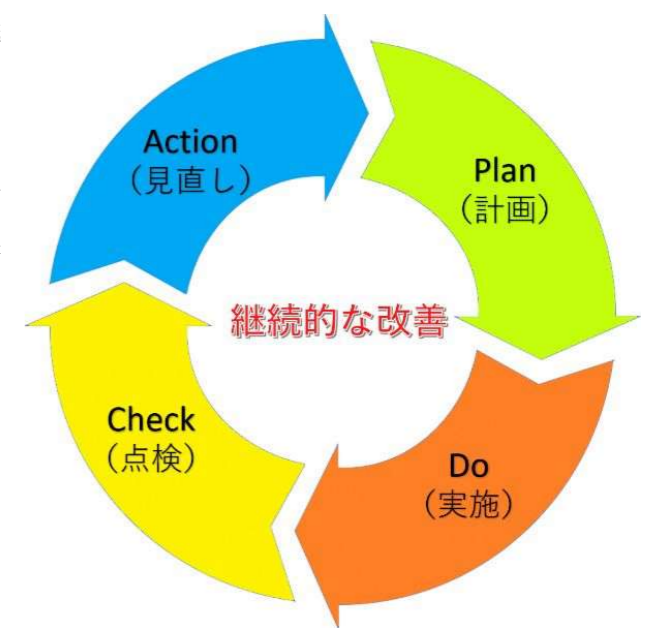 Action
（見直し）
Plan
（計画）
継続的な改善
Check
（点検）
Do
（実施）